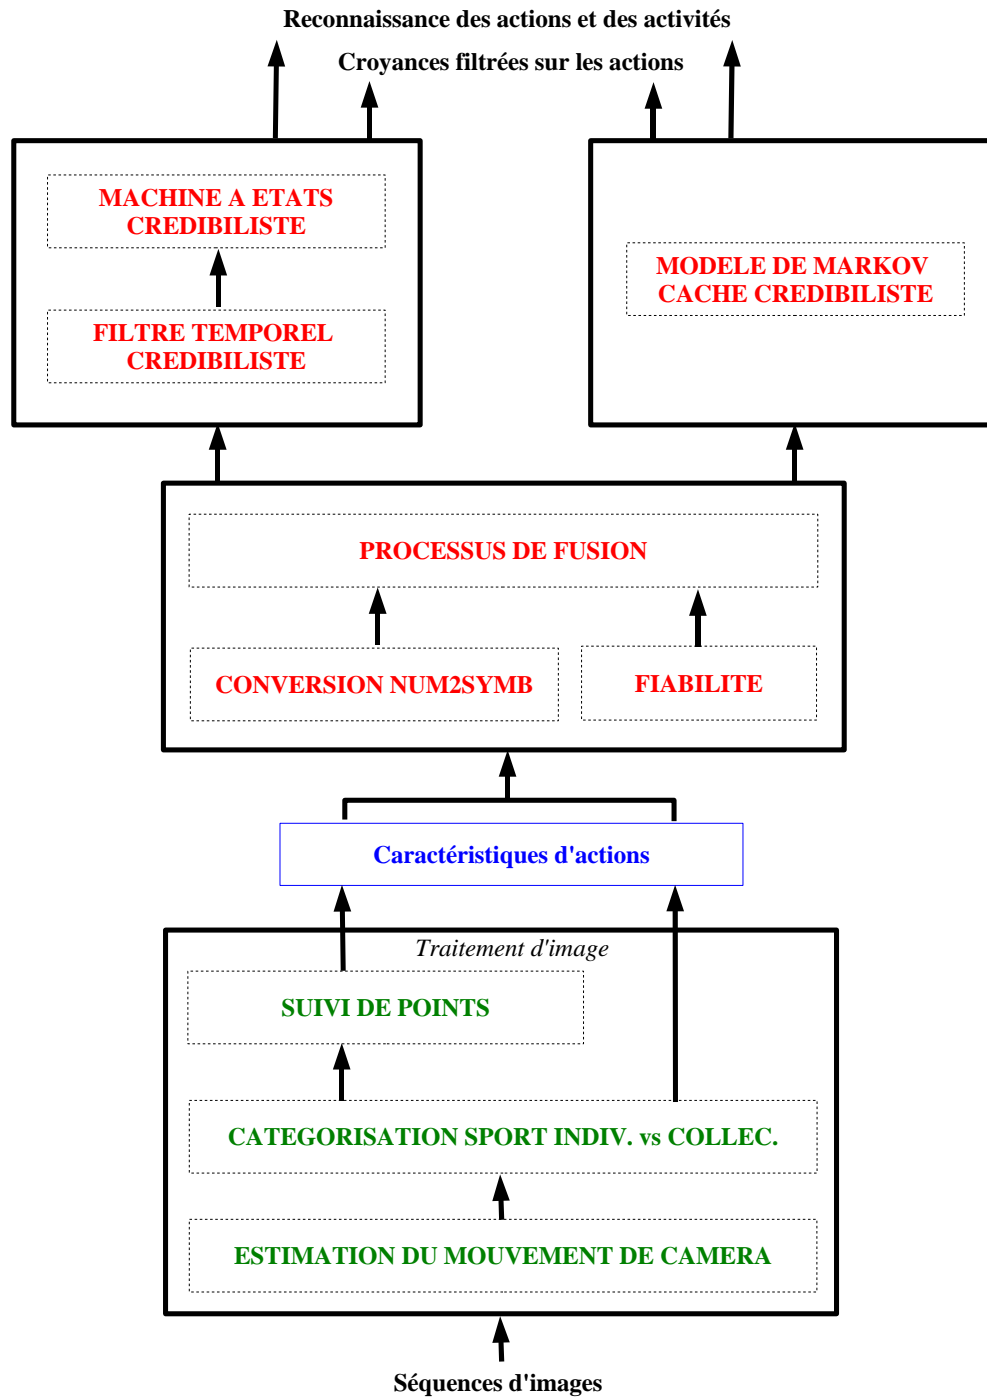 Reconnaissance des actions et des activités
Croyances filtrées sur les actions
MACHINE A ETATS
CREDIBILISTE
FILTRE TEMPOREL
CREDIBILISTE
MODELE DE MARKOV
CACHE CREDIBILISTE
PROCESSUS DE FUSION
CONVERSION NUM2SYMB
FIABILITE
Caractéristiques d'actions
Traitement d'image
SUIVI DE POINTS
CATEGORISATION SPORT INDIV. vs COLLEC.
ESTIMATION DU MOUVEMENT DE CAMERA
Séquences d'images